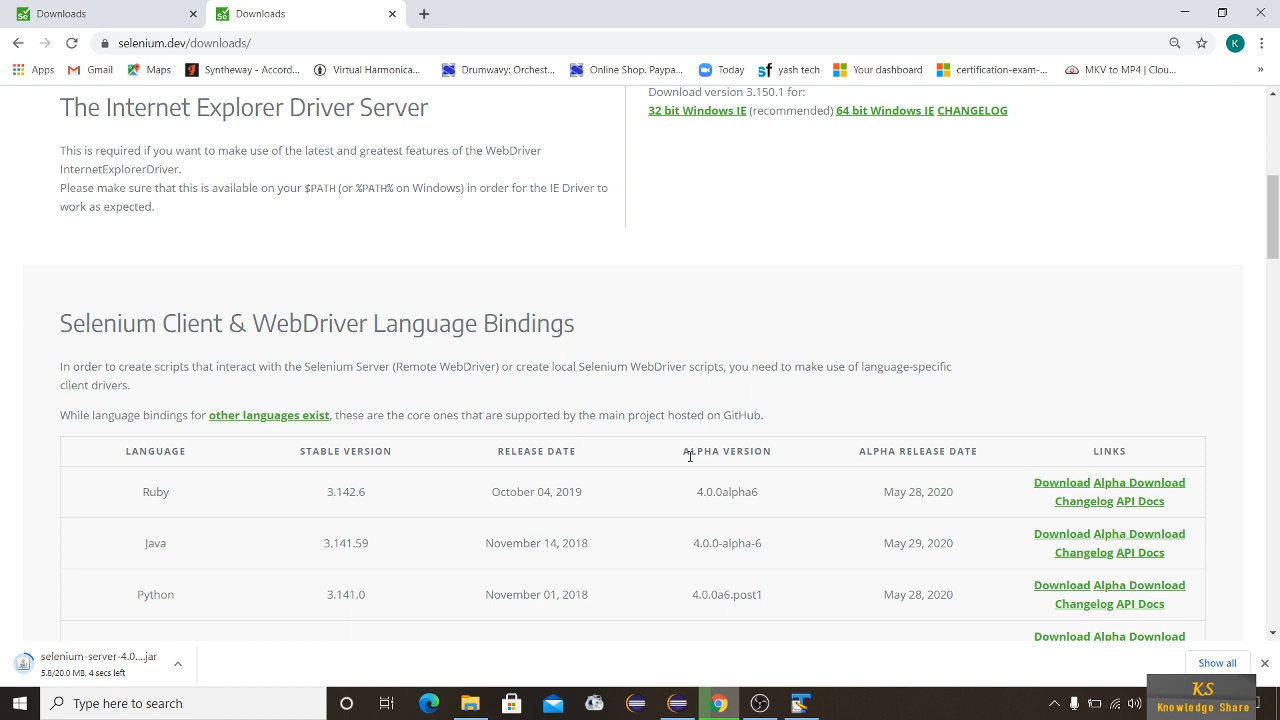 Downloads
Downloads
selenium.dev/downloads/
K
Apps
Gmail
Maps
Synthewiz - Accord...
Virtual Harmonica...
Drumwavy: Orchest...
Online Shop. Paypa...
Today
yash tech
Your dashboard
certification-exam-...
MKV to MP4 | Clou...
»
The Internet Explorer Driver Server
This is required if you want to make use of the latest and greatest features of the WebDriver
InternetExplorerDriver.
Please make sure that this is available on your $PATH (or %PATH% on Windows) in order for the IE Driver to
work as expected.
Download version 3.150.1 for:
32 bit Windows IE (recommended) 64 bit Windows IE CHANGELOG
Selenium Client & WebDriver Language Bindings
In order to create scripts that interact with the Selenium Server (Remote WebDriver) or create local Selenium WebDriver scripts, you need to make use of language-specific
client drivers.
While language bindings for other languages exist, these are the core ones that are supported by the main project hosted on GitHub.
LANGUAGE STABLE VERSION RELEASE DATE ALPHA VERSION ALPHA RELEASE DATE LINKS
Ruby 3.142.6 October 04, 2019 4.0.0alpha6 May 28, 2020 Download Alpha Download
Changelog API Docs
Java 3.141.59 November 14, 2018 4.0.0-alpha-6 May 29, 2020 Download Alpha Download
Changelog API Docs
Python 3.141.0 November 01, 2018 4.0.0a6.post1 May 28, 2020 Download Alpha Download
Changelog API Docs
Download Alpha Download
selenium-server-4.0....jar
5.8/20.0 MB, 4 secs left
Show all
Type here to search
KS
Knowledge Share